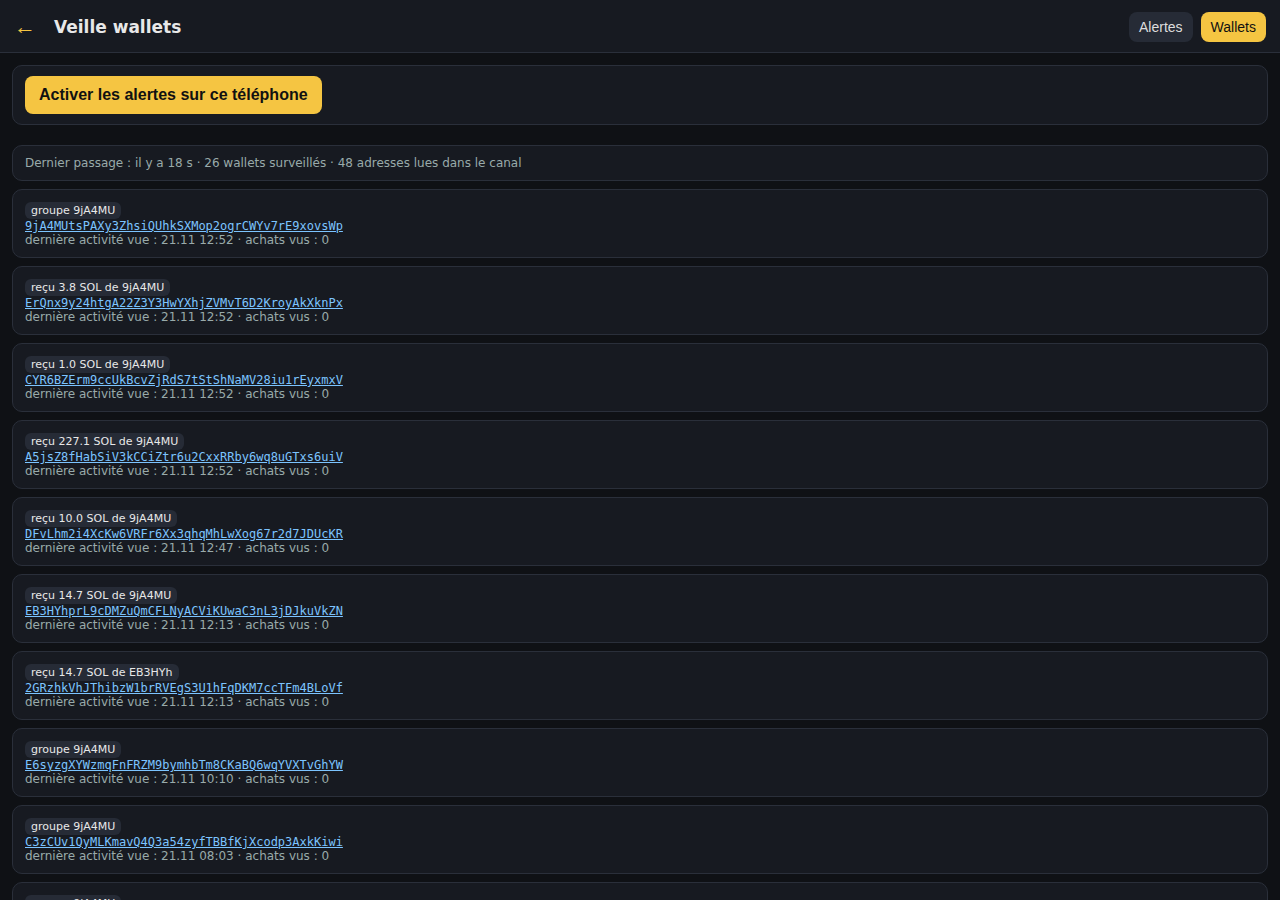 ← Veille wallets Alertes Wallets
Activer les alertes sur ce téléphone
Dernier passage : il y a 18 s · 26 wallets surveillés · 48 adresses lues dans le canal
groupe 9jA4MU
9jA4MUtsPAXy3ZhsiQUhkSXMop2ogrCWYv7rE9xovsWp
dernière activité vue : 21.11 12:52 · achats vus : 0
reçu 3.8 SOL de 9jA4MU
ErQnx9y24htgA22Z3Y3HwYXhjZVMvT6D2KroyAkXknPx
dernière activité vue : 21.11 12:52 · achats vus : 0
reçu 1.0 SOL de 9jA4MU
CYR6BZErm9ccUkBcvZjRdS7tStShNaMV28iu1rEyxmxV
dernière activité vue : 21.11 12:52 · achats vus : 0
reçu 227.1 SOL de 9jA4MU
A5jsZ8fHabSiV3kCCiZtr6u2CxxRRby6wq8uGTxs6uiV
dernière activité vue : 21.11 12:52 · achats vus : 0
reçu 10.0 SOL de 9jA4MU
DFvLhm2i4XcKw6VRFr6Xx3qhqMhLwXog67r2d7JDUcKR
dernière activité vue : 21.11 12:47 · achats vus : 0
reçu 14.7 SOL de 9jA4MU
EB3HYhprL9cDMZuQmCFLNyACViKUwaC3nL3jDJkuVkZN
dernière activité vue : 21.11 12:13 · achats vus : 0
reçu 14.7 SOL de EB3HYh
2GRzhkVhJThibzW1brRVEgS3U1hFqDKM7ccTFm4BLoVf
dernière activité vue : 21.11 12:13 · achats vus : 0
groupe 9jA4MU
E6syzgXYWzmqFnFRZM9bymhbTm8CKaBQ6wqYVXTvGhYW
dernière activité vue : 21.11 10:10 · achats vus : 0
groupe 9jA4MU
C3zCUv1QyMLKmavQ4Q3a54zyfTBBfKjXcodp3AxkKiwi
dernière activité vue : 21.11 08:03 · achats vus : 0